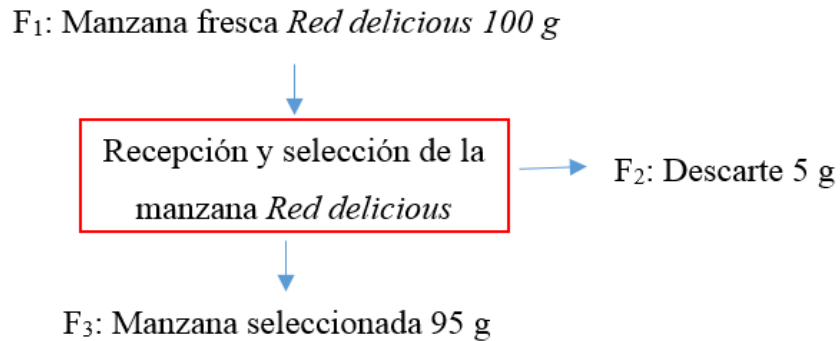 F₁: Manzana fresca Red delicious 100 g
Recepción y selección de la
manzana Red delicious
F₂: Descarte 5 g
F₃: Manzana seleccionada 95 g